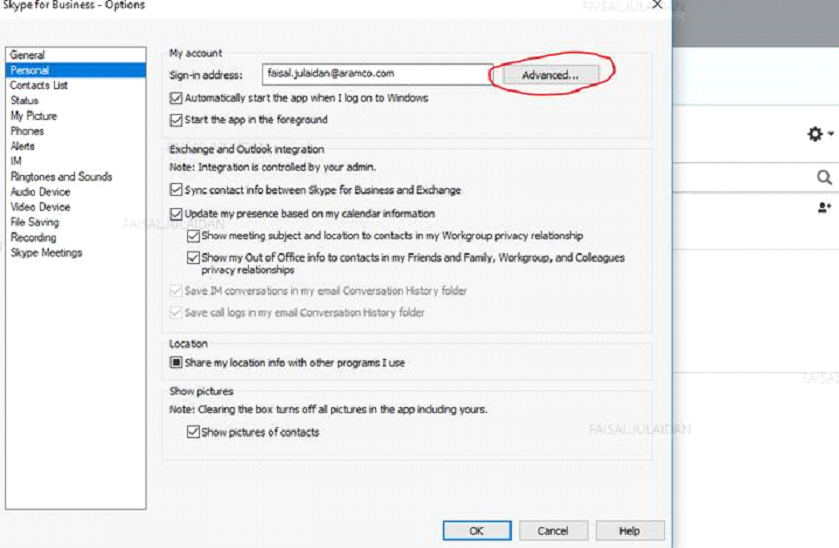 Skype for Business - Options
FAISAL.JULAIDAN
General
Personal
Contacts List
Status
My Picture
Phones
Alerts
IM
Ringtones and Sounds
Audio Device
Video Device
File Saving
Recording
Skype Meetings
My account
Sign-in address:
faisal.julaidan@aramco.com
Advanced...
Automatically start the app when I log on to Windows
Start the app in the foreground
Exchange and Outlook integration
Note: Integration is controlled by your admin.
Sync contact info between Skype for Business and Exchange
Update my presence based on my calendar information
FAISAL.JULAIDAN
Show meeting subject and location to contacts in my Workgroup privacy relationship
Show my Out of Office info to contacts in my Friends and Family, Workgroup, and Colleagues
privacy relationships
Save IM conversations in my email Conversation History folder
Save call logs in my email Conversation History folder
Location
Share my location info with other programs I use
Show pictures
Note: Clearing the box turns off all pictures in the app including yours.
Show pictures of contacts
FAISAL.JULAIDAN
OK
Cancel
Help